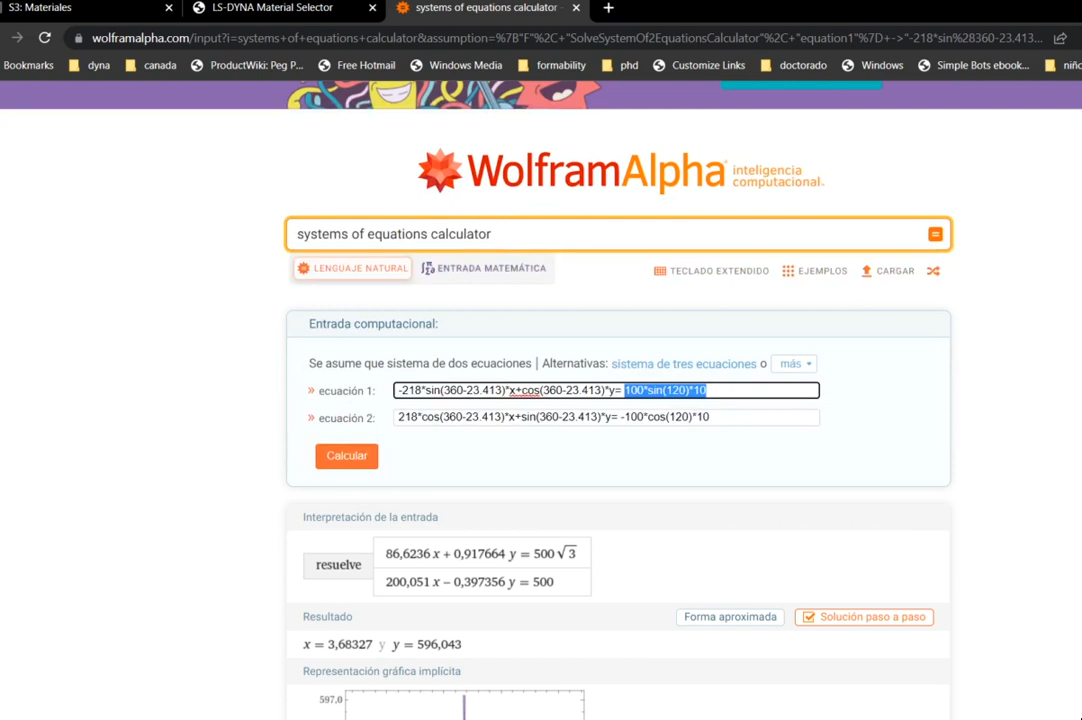 S3: Materiales
LS-DYNA Material Selector
systems of equations calculator -
wolframalpha.com/input?i=systems+of+equations+calculator&assumption=%7B"F"%2C+"SolveSystemOf2EquationsCalculator"%2C+"equation1"%7D+->"-218*sin%28360-23.413...
Bookmarks dyna canada ProductWiki: Peg P... Free Hotmail Windows Media formability phd Customize Links doctorado Windows Simple Bots ebook... niño
WolframAlpha inteligencia computacional.
systems of equations calculator
LENGUAJE NATURAL ENTRADA MATEMÁTICA TECLADO EXTENDIDO EJEMPLOS CARGAR
Entrada computacional:
Se asume que sistema de dos ecuaciones | Alternativas: sistema de tres ecuaciones o más
» ecuación 1: -218*sin(360-23.413)*x+cos(360-23.413)*y= 100*sin(120)*10
» ecuación 2: 218*cos(360-23.413)*x+sin(360-23.413)*y= -100*cos(120)*10
Calcular
Interpretación de la entrada
resuelve
86,6236 x + 0,917664 y = 500 √3
200,051 x − 0,397356 y = 500
Resultado Forma aproximada Solución paso a paso
x = 3,68327 y y = 596,043
Representación gráfica implícita
597.0